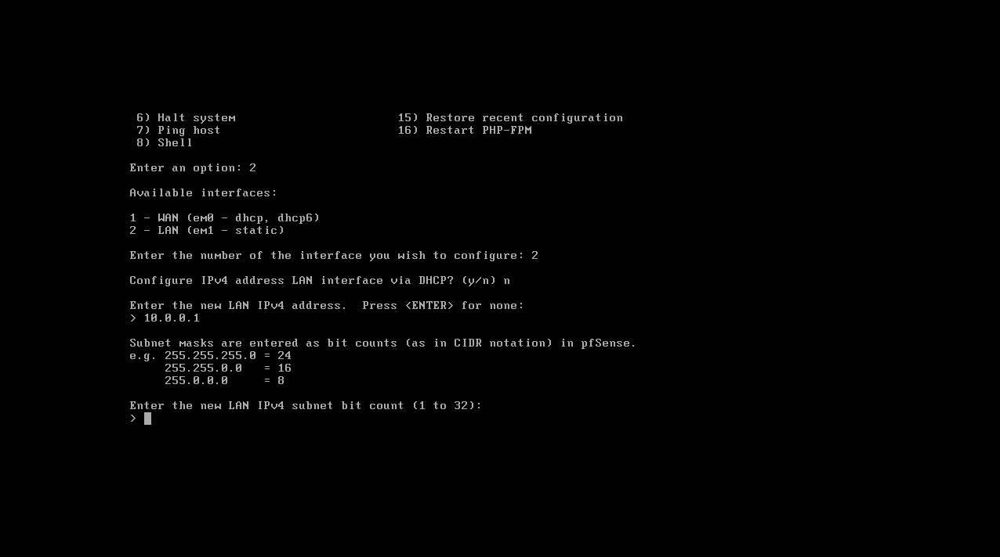 6) Halt system                       15) Restore recent configuration
7) Ping host                         16) Restart PHP-FPM
8) Shell
Enter an option: 2
Available interfaces:
1 - WAN (em0 - dhcp, dhcp6)
2 - LAN (em1 - static)
Enter the number of the interface you wish to configure: 2
Configure IPv4 address LAN interface via DHCP? (y/n) n
Enter the new LAN IPv4 address.  Press <ENTER> for none:
> 10.0.0.1
Subnet masks are entered as bit counts (as in CIDR notation) in pfSense.
e.g. 255.255.255.0 = 24
     255.255.0.0   = 16
     255.0.0.0     = 8
Enter the new LAN IPv4 subnet bit count (1 to 32):
>